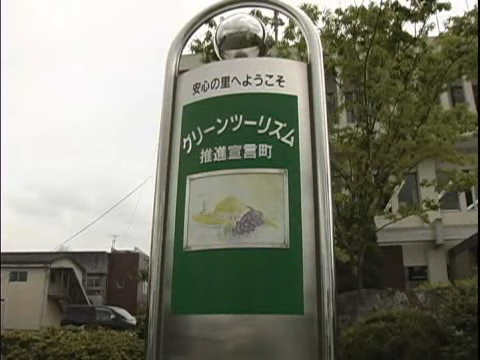 安心の里へようこそ
グリーンツーリズム
推進宣言町